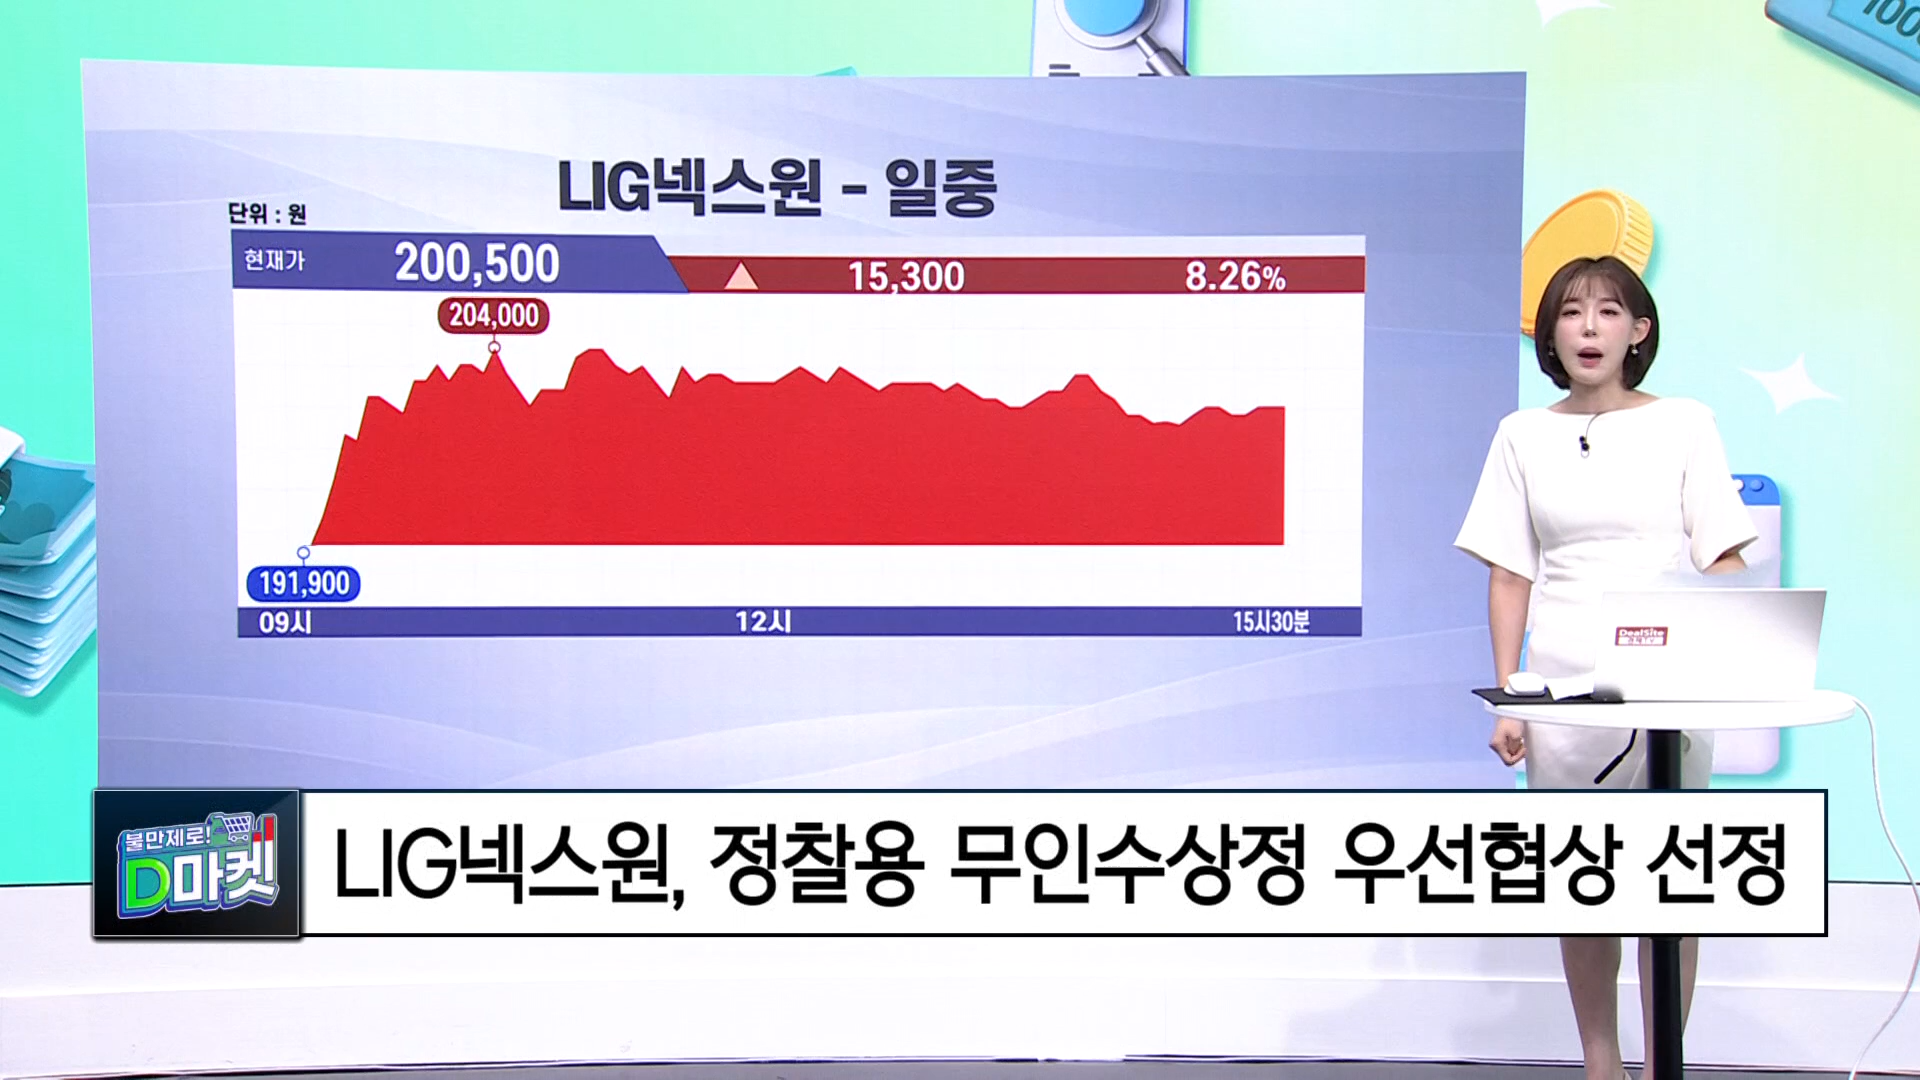 LIG넥스원 - 일중
단위 : 원
현재가 200,500 15,300 8.26%
204,000
191,900
09시 12시 15시30분
DealSite
불만제로!
D마켓
LIG넥스원, 정찰용 무인수상정 우선협상 선정